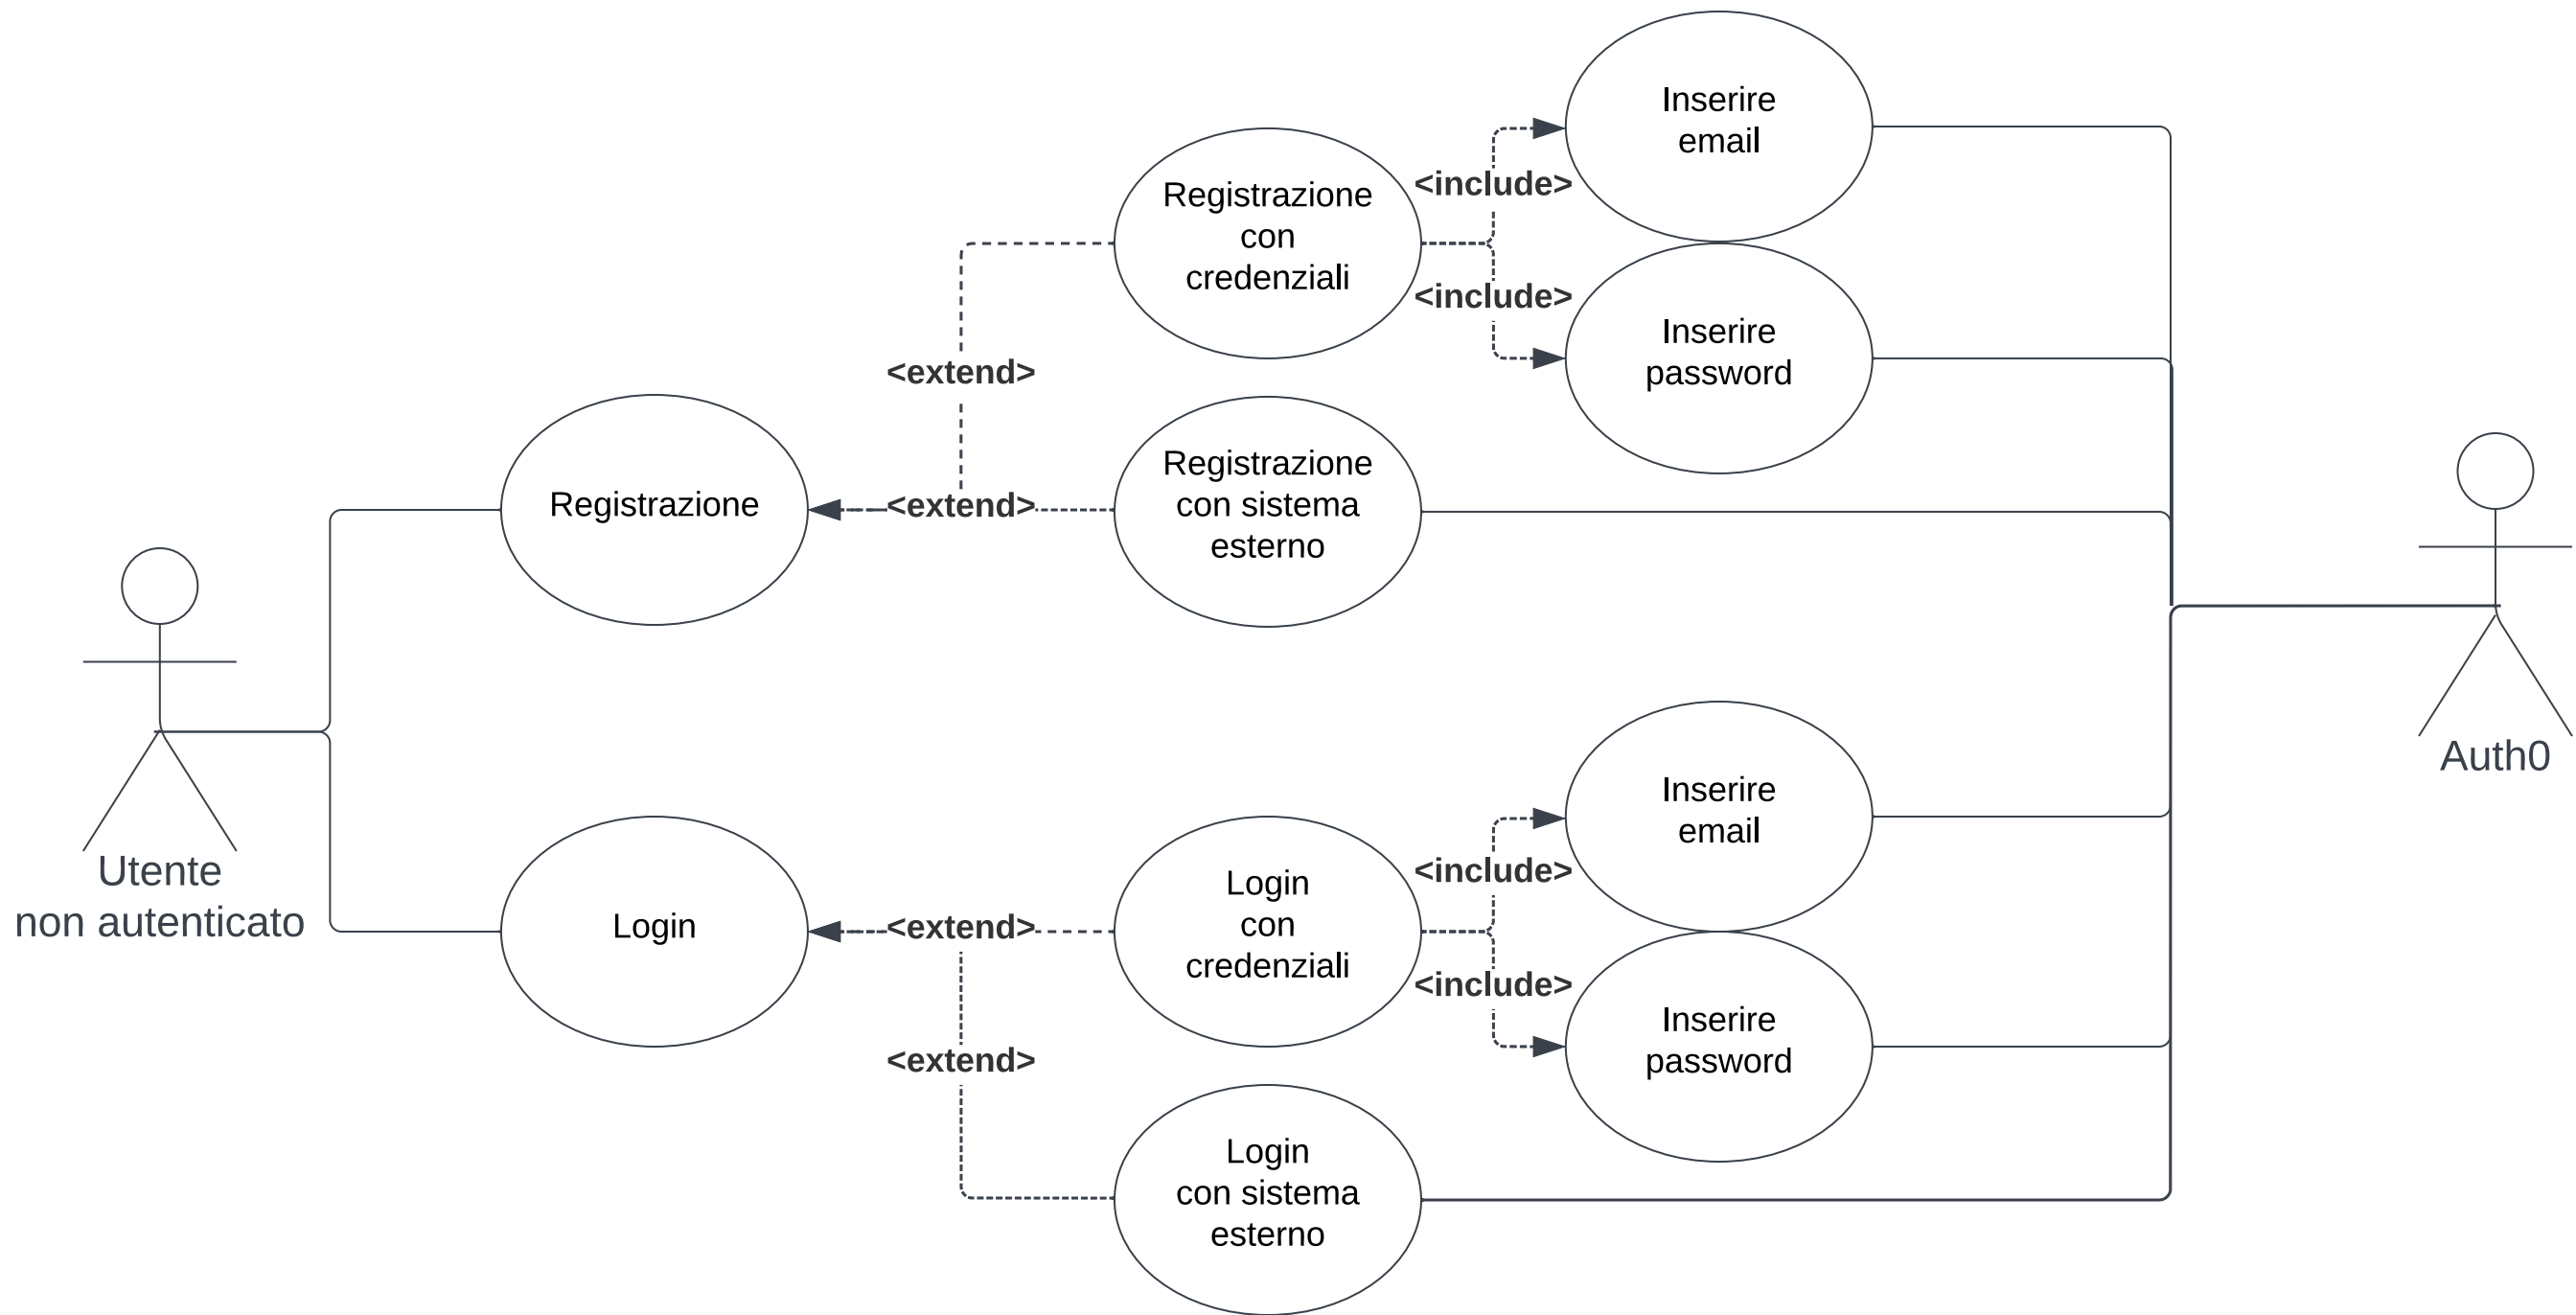 Inserire
email
<include>
Registrazione
con
credenziali
<include>
Inserire
password
<extend>
Registrazione
<extend>
Registrazione
con sistema
esterno
Auth0
Utente
non autenticato
Inserire
email
<include>
Login
<extend>
Login
con
credenziali
<include>
Inserire
password
<extend>
Login
con sistema
esterno